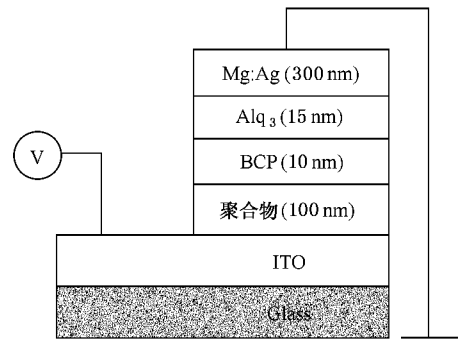 Mg:Ag (300 nm)
Alq₃ (15 nm)
BCP (10 nm)
V
聚合物 (100 nm)
ITO
Glass